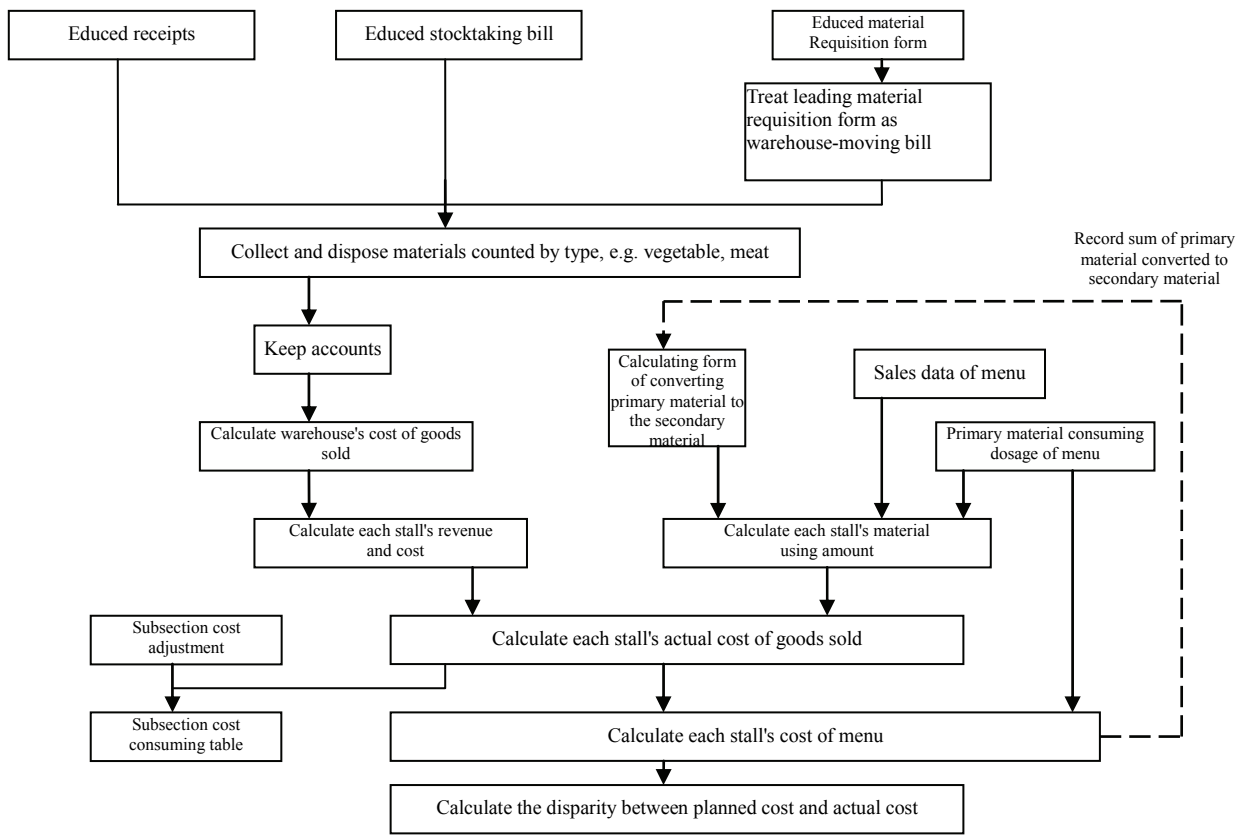 Educed receipts
Educed stocktaking bill
Educed material
Requisition form
Treat leading material
requisition form as
warehouse-moving bill
Collect and dispose materials counted by type, e.g. vegetable, meat
Record sum of primary
material converted to
secondary material
Keep accounts
Calculating form
of converting
primary material to
the secondary
material
Sales data of menu
Calculate warehouse's cost of goods
sold
Primary material consuming
dosage of menu
Calculate each stall's revenue
and cost
Calculate each stall's material
using amount
Subsection cost
adjustment
Calculate each stall's actual cost of goods sold
Subsection cost
consuming table
Calculate each stall's cost of menu
Calculate the disparity between planned cost and actual cost